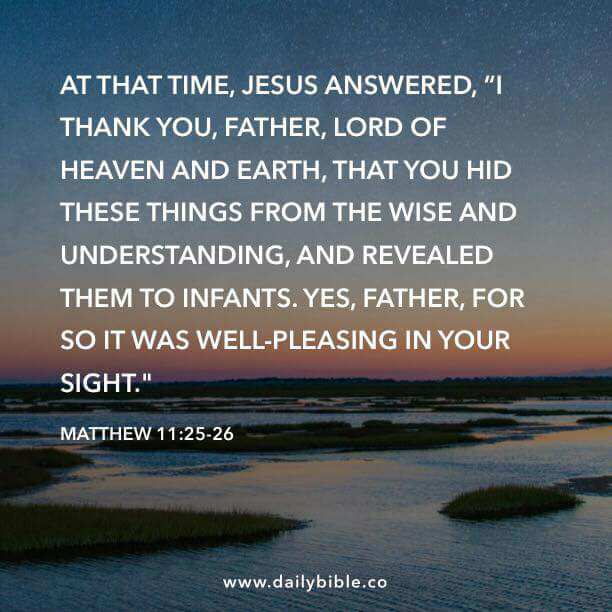 AT THAT TIME, JESUS ANSWERED, "I
THANK YOU, FATHER, LORD OF
HEAVEN AND EARTH, THAT YOU HID
THESE THINGS FROM THE WISE AND
UNDERSTANDING, AND REVEALED
THEM TO INFANTS. YES, FATHER, FOR
SO IT WAS WELL-PLEASING IN YOUR
SIGHT."
MATTHEW 11:25-26
www.dailybible.co